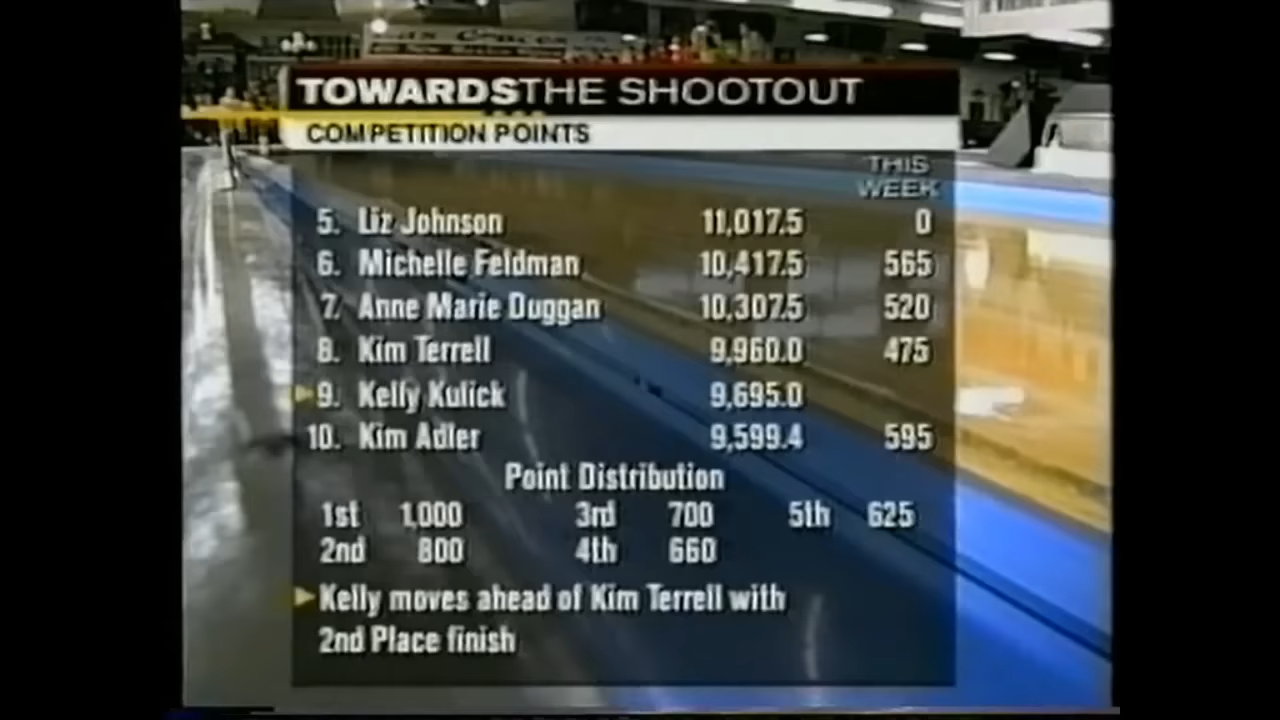 TOWARDSTHE SHOOTOUT
COMPETITION POINTS
THIS
WEEK
5. Liz Johnson 11,017.5 0
6. Michelle Feldman 10,417.5 565
7. Anne Marie Duggan 10,307.5 520
8. Kim Terrell 9,960.0 475
9. Kelly Kulick 9,695.0
10. Kim Adler 9,599.4 595
Point Distribution
1st 1,000 3rd 700 5th 625
2nd 800 4th 660
Kelly moves ahead of Kim Terrell with
2nd Place finish